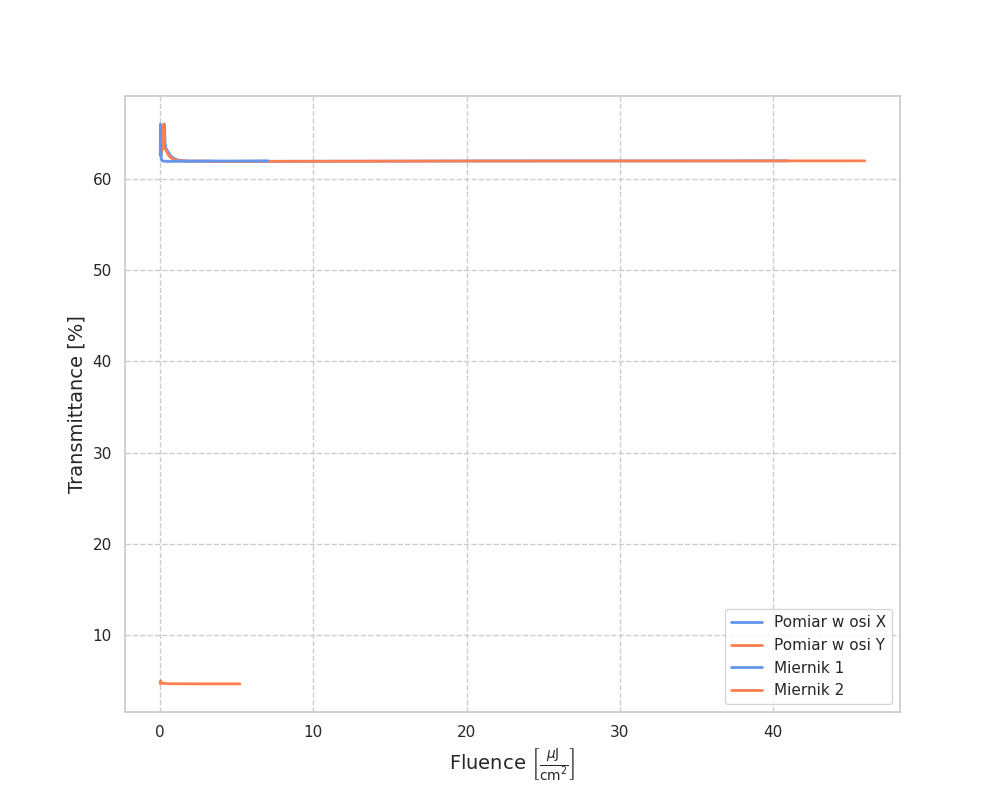 60
50
40
30
20
10
Transmittance [%]
0 10 20 30 40
Fluence [μJ/cm²]
Pomiar w osi X
Pomiar w osi Y
Miernik 1
Miernik 2